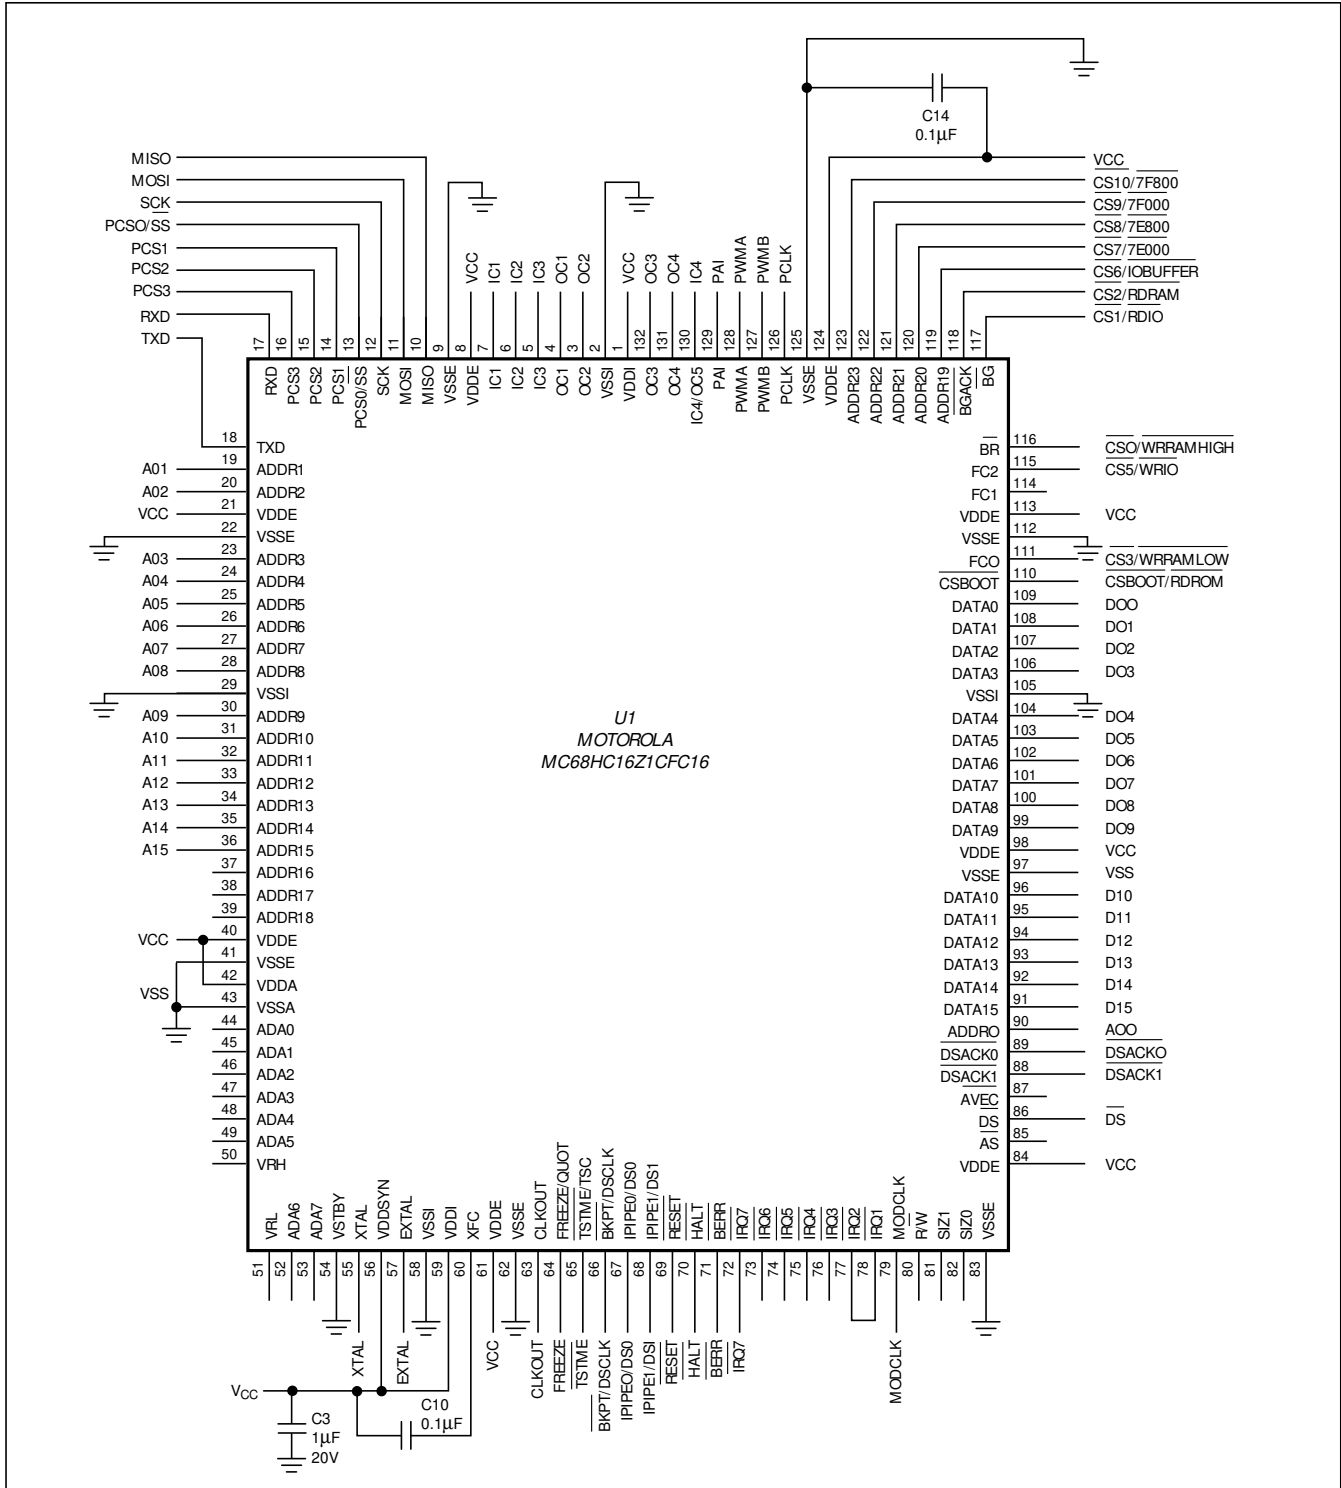 C14
0.1µF
MISO
MOSI
SCK
PCSO/SS
PCS1
PCS2
PCS3
RXD
TXD
VCC
IC1
IC2
IC3
OC1
OC2
VCC
OC3
OC4
IC4
PAI
PWMA
PWMB
PCLK
VCC
CS10/7F800
CS9/7F000
CS8/7E800
CS7/7E000
CS6/IOBUFFER
CS2/RDRAM
CS1/RDIO
17 16 15 14 13 12 11 10 9 8 7 6 5 4 3 2 1 132 131 130 129 128 127 126 125 124 123 122 121 120 119 118 117
RXD
PCS3
PCS2
PCS1
PCS0/SS
SCK
MOSI
MISO
VSSE
VDDE
IC1
IC2
IC3
OC1
OC2
VSSI
VDDI
OC3
OC4
IC4/OC5
PAI
PWMA
PWMB
PCLK
VSSE
VDDE
ADDR23
ADDR22
ADDR21
ADDR20
ADDR19
BGACK
BG
18 TXD
A01 19 ADDR1
A02 20 ADDR2
VCC 21 VDDE
22 VSSE
A03 23 ADDR3
A04 24 ADDR4
A05 25 ADDR5
A06 26 ADDR6
A07 27 ADDR7
A08 28 ADDR8
29 VSSI
A09 30 ADDR9
A10 31 ADDR10
A11 32 ADDR11
A12 33 ADDR12
A13 34 ADDR13
A14 35 ADDR14
A15 36 ADDR15
37 ADDR16
38 ADDR17
39 ADDR18
VCC 40 VDDE
41 VSSE
42 VDDA
VSS 43 VSSA
44 ADA0
45 ADA1
46 ADA2
47 ADA3
48 ADA4
49 ADA5
50 VRH
U1
MOTOROLA
MC68HC16Z1CFC16
BR 116 CSO/WRRAMHIGH
FC2 115 CS5/WRIO
FC1 114
VDDE 113 VCC
VSSE 112
FCO 111 CS3/WRRAMLOW
CSBOOT 110 CSBOOT/RDROM
DATA0 109 DOO
DATA1 108 DO1
DATA2 107 DO2
DATA3 106 DO3
VSSI 105
DATA4 104 DO4
DATA5 103 DO5
DATA6 102 DO6
DATA7 101 DO7
DATA8 100 DO8
DATA9 99 DO9
VDDE 98 VCC
VSSE 97 VSS
DATA10 96 D10
DATA11 95 D11
DATA12 94 D12
DATA13 93 D13
DATA14 92 D14
DATA15 91 D15
ADDRO 90 AOO
DSACK0 89 DSACKO
DSACK1 88 DSACK1
AVEC 87
DS 86 DS
AS 85
VDDE 84 VCC
VRL
ADA6
ADA7
VSTBY
XTAL
VDDSYN
EXTAL
VSSI
VDDI
XFC
VDDE
VSSE
CLKOUT
FREEZE/QUOT
TSTME/TSC
BKPT/DSCLK
IPIPE0/DS0
IPIPE1/DS1
RESET
HALT
BERR
IRQ7
IRQ6
IRQ5
IRQ4
IRQ3
IRQ2
IRQ1
MODCLK
R/W
SIZ1
SIZ0
VSSE
51 52 53 54 55 56 57 58 59 60 61 62 63 64 65 66 67 68 69 70 71 72 73 74 75 76 77 78 79 80 81 82 83
XTAL
EXTAL
VCC
CLKOUT
FREEZE
TSTME
BKPT/DSCLK
IPIPEO/DS0
IPIPE1/DSI
RESET
HALT
BERR
IRQ7
MODCLK
VCC
C3
1µF
20V
C10
0.1µF